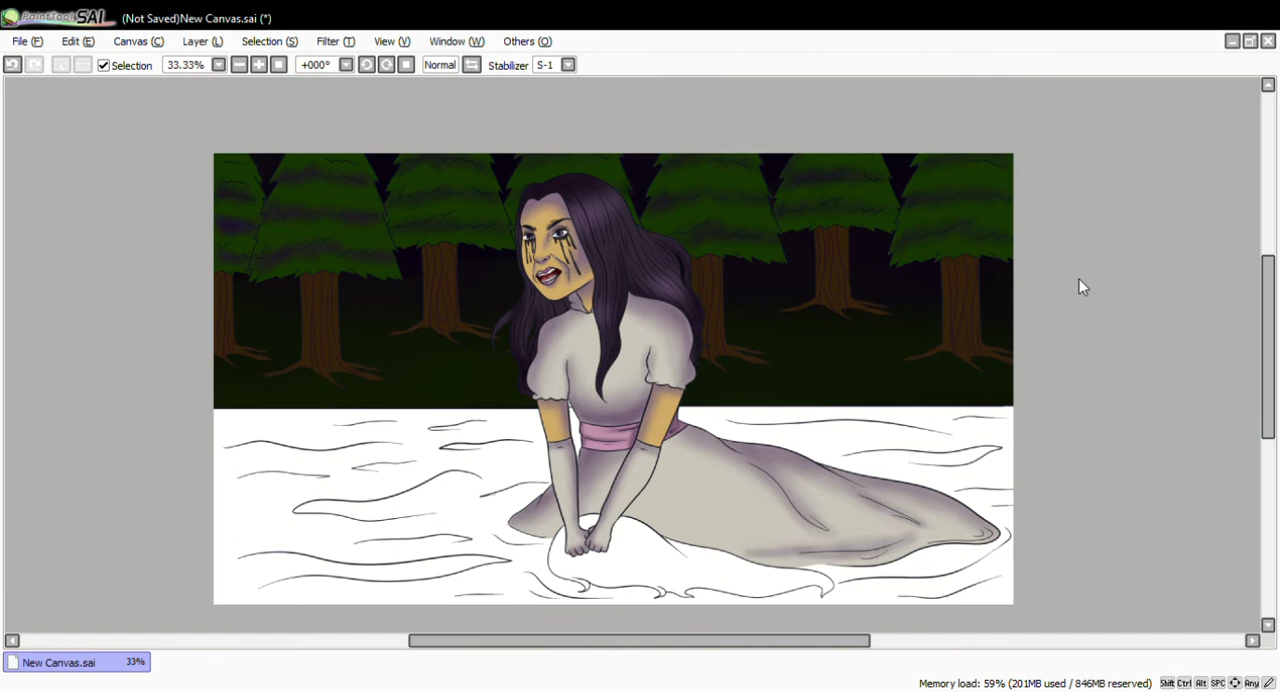 PaintTool SAI (Not Saved)New Canvas.sai (*)
File (F) Edit (E) Canvas (C) Layer (L) Selection (S) Filter (T) View (V) Window (W) Others (O)
Selection 33.33% +000° Normal Stabilizer S-1
New Canvas.sai 33%
Memory load: 59% (201MB used / 846MB reserved) Shift Ctrl Alt SPC Any